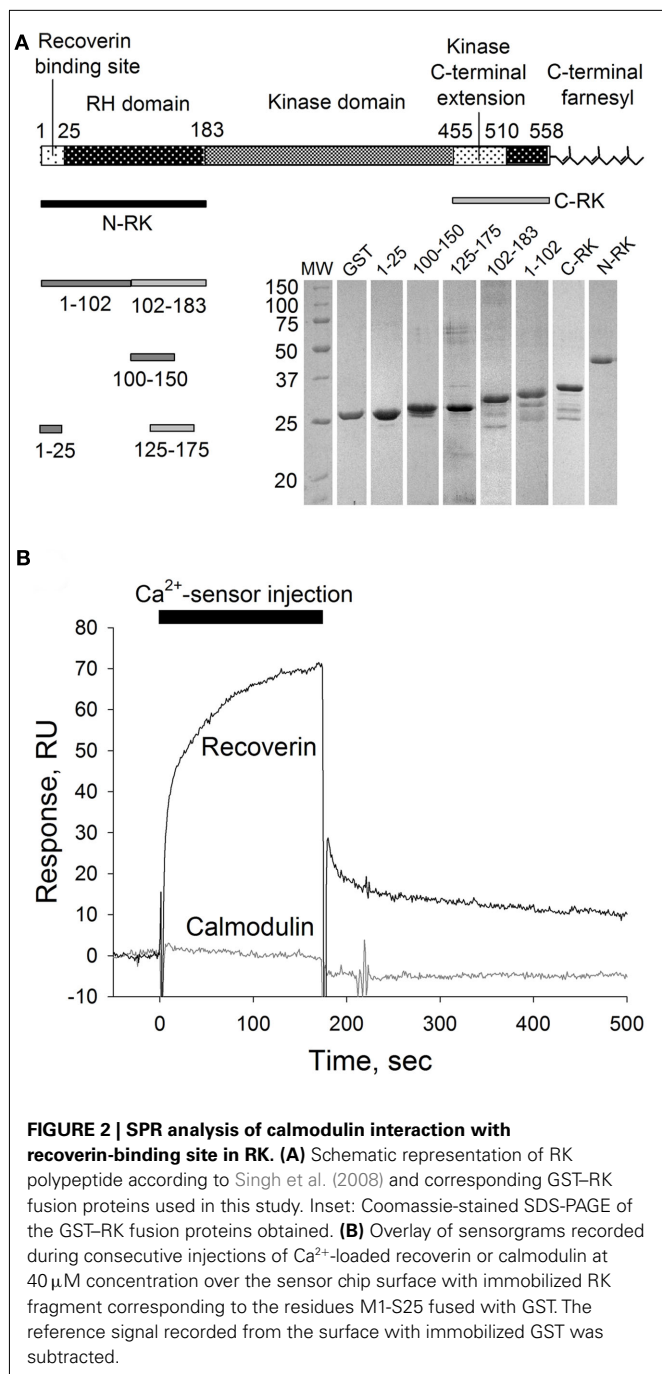 A
Recoverin
binding site
Kinase
C-terminal
extension
C-terminal
farnesyl
RH domain
Kinase domain
1 25 183 455 510 558
N-RK
C-RK
1-102 102-183
100-150
1-25 125-175
MW GST 1-25 100-150 125-175 102-183 1-102 C-RK N-RK
150
100
75
50
37
25
20
B
Ca²⁺-sensor injection
80
70
60
50
40
30
20
10
0
-10
Response, RU
Recoverin
Calmodulin
0 100 200 300 400 500
Time, sec
FIGURE 2 | SPR analysis of calmodulin interaction with
recoverin-binding site in RK. (A) Schematic representation of RK
polypeptide according to Singh et al. (2008) and corresponding GST–RK
fusion proteins used in this study. Inset: Coomassie-stained SDS-PAGE of
the GST–RK fusion proteins obtained. (B) Overlay of sensorgrams recorded
during consecutive injections of Ca²⁺-loaded recoverin or calmodulin at
40 μM concentration over the sensor chip surface with immobilized RK
fragment corresponding to the residues M1-S25 fused with GST. The
reference signal recorded from the surface with immobilized GST was
subtracted.